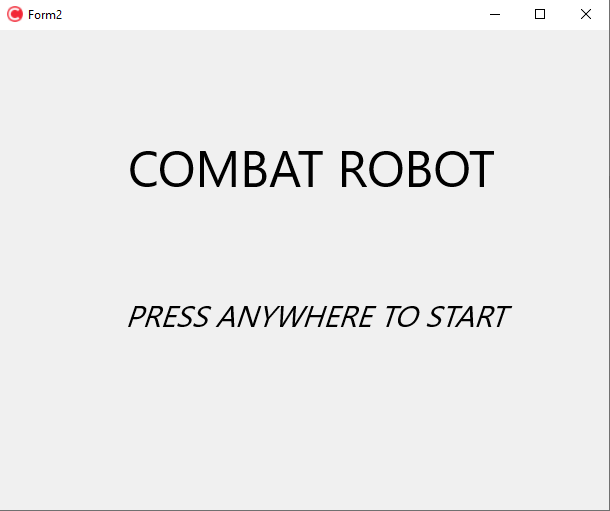 Form2
COMBAT ROBOT
PRESS ANYWHERE TO START